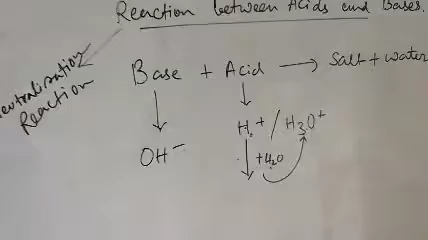 Reaction between Acids and Bases.
Neutralisation Reaction
Base + Acid → Salt + Water
OH⁻
H⁺ / H₃O⁺
+H₂O